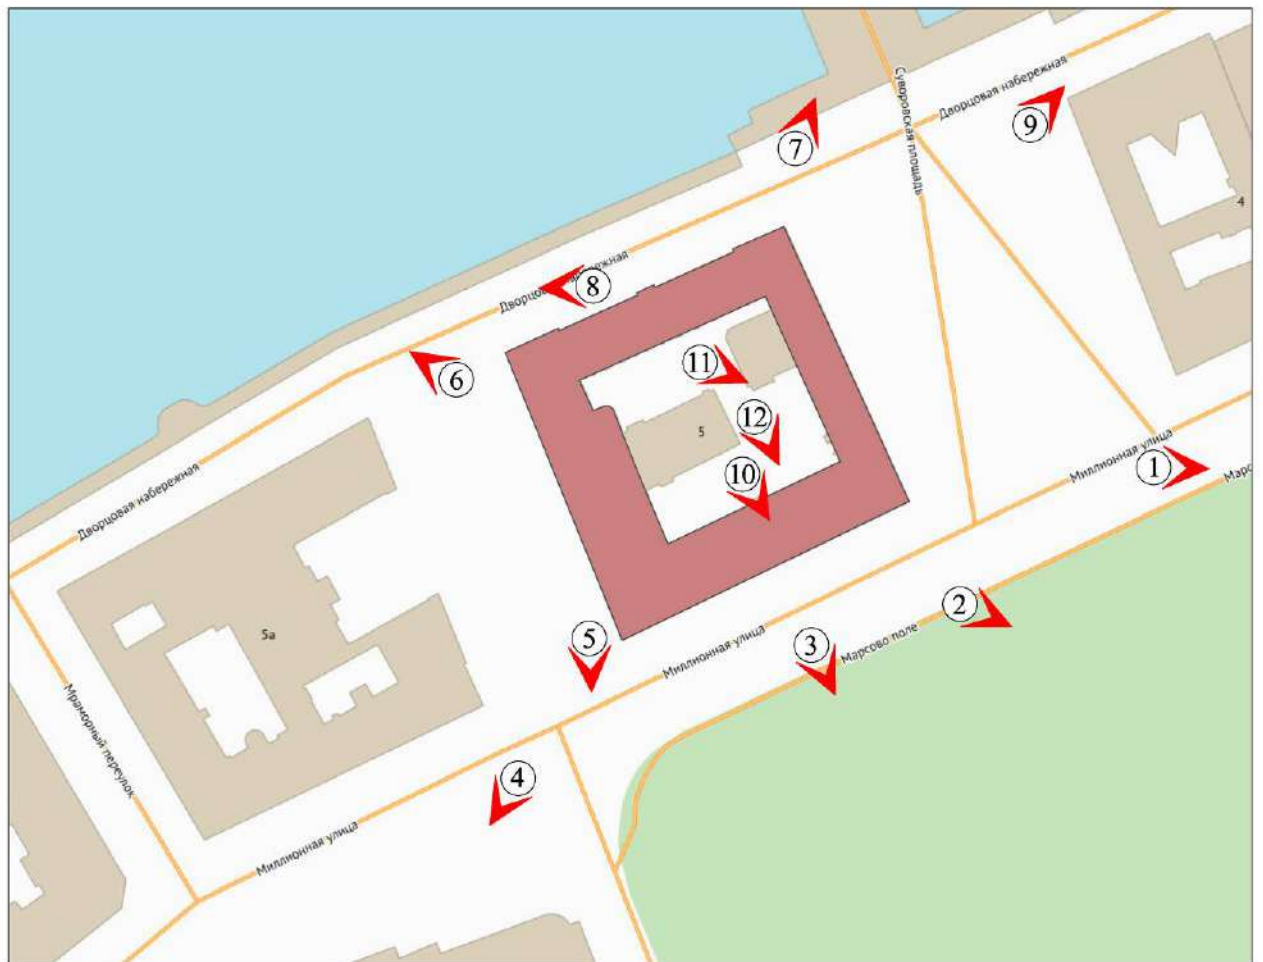 Суворовская площадь
Дворцовая набережная
9
7
4
Дворцовая набережная
8
6
11
12
5
10
Миллионная улица
1
Марс
Дворцовая набережная
2
5а
5
3
Миллионная улица
Марсово поле
Мраморный переулок
4
Миллионная улица